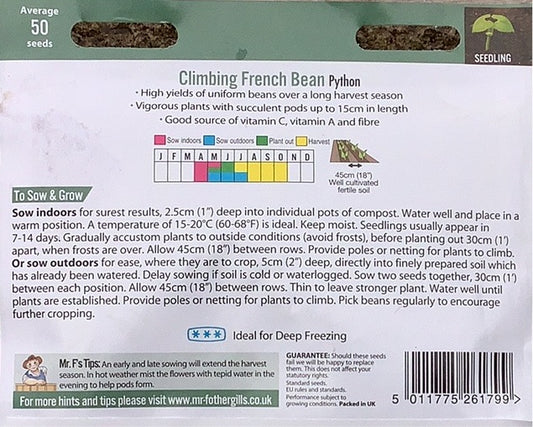 Average
50
seeds
SEEDLING
Climbing French Bean Python
• High yields of uniform beans over a long harvest season
• Vigorous plants with succulent pods up to 15cm in length
• Good source of vitamin C, vitamin A and fibre
Sow indoors Sow outdoors Plant out Harvest
J F M A M J J A S O N D
45cm (18")
Well cultivated
fertile soil
To Sow & Grow
Sow indoors for surest results, 2.5cm (1") deep into individual pots of compost. Water well and place in a
warm position. A temperature of 15-20°C (60-68°F) is ideal. Keep moist. Seedlings usually appear in
7-14 days. Gradually accustom plants to outside conditions (avoid frosts), before planting out 30cm (1')
apart, when frosts are over. Allow 45cm (18") between rows. Provide poles or netting for plants to climb.
Or sow outdoors for ease, where they are to crop, 5cm (2") deep, directly into finely prepared soil which
has already been watered. Delay sowing if soil is cold or waterlogged. Sow two seeds together, 30cm (1')
between each position. Allow 45cm (18") between rows. Thin to leave stronger plant. Water well until
plants are established. Provide poles or netting for plants to climb. Pick beans regularly to encourage
further cropping.
Ideal for Deep Freezing
Mr. F's Tips: An early and late sowing will extend the harvest
season. In hot weather mist the flowers with tepid water in the
evening to help pods form.
For more hints and tips please visit www.mr-fothergills.co.uk
GUARANTEE: Should these seeds
fail we will be happy to replace
them. This does not affect your
statutory rights.
Standard seeds.
EU rules and standards.
Performance subject to
growing conditions. Packed in UK
5 011775 261799 >